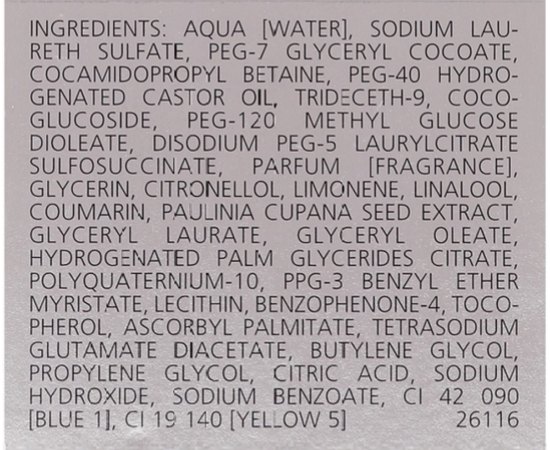 INGREDIENTS: AQUA [WATER], SODIUM LAU-
RETH SULFATE, PEG-7 GLYCERYL COCOATE,
COCAMIDOPROPYL BETAINE, PEG-40 HYDRO-
GENATED CASTOR OIL, TRIDECETH-9, COCO-
GLUCOSIDE, PEG-120 METHYL GLUCOSE
DIOLEATE, DISODIUM PEG-5 LAURYLCITRATE
SULFOSUCCINATE, PARFUM [FRAGRANCE],
GLYCERIN, CITRONELLOL, LIMONENE, LINALOOL,
COUMARIN, PAULINIA CUPANA SEED EXTRACT,
GLYCERYL LAURATE, GLYCERYL OLEATE,
HYDROGENATED PALM GLYCERIDES CITRATE,
POLYQUATERNIUM-10, PPG-3 BENZYL ETHER
MYRISTATE, LECITHIN, BENZOPHENONE-4, TOCO-
PHEROL, ASCORBYL PALMITATE, TETRASODIUM
GLUTAMATE DIACETATE, BUTYLENE GLYCOL,
PROPYLENE GLYCOL, CITRIC ACID, SODIUM
HYDROXIDE, SODIUM BENZOATE, CI 42 090
[BLUE 1], CI 19 140 [YELLOW 5] 26116